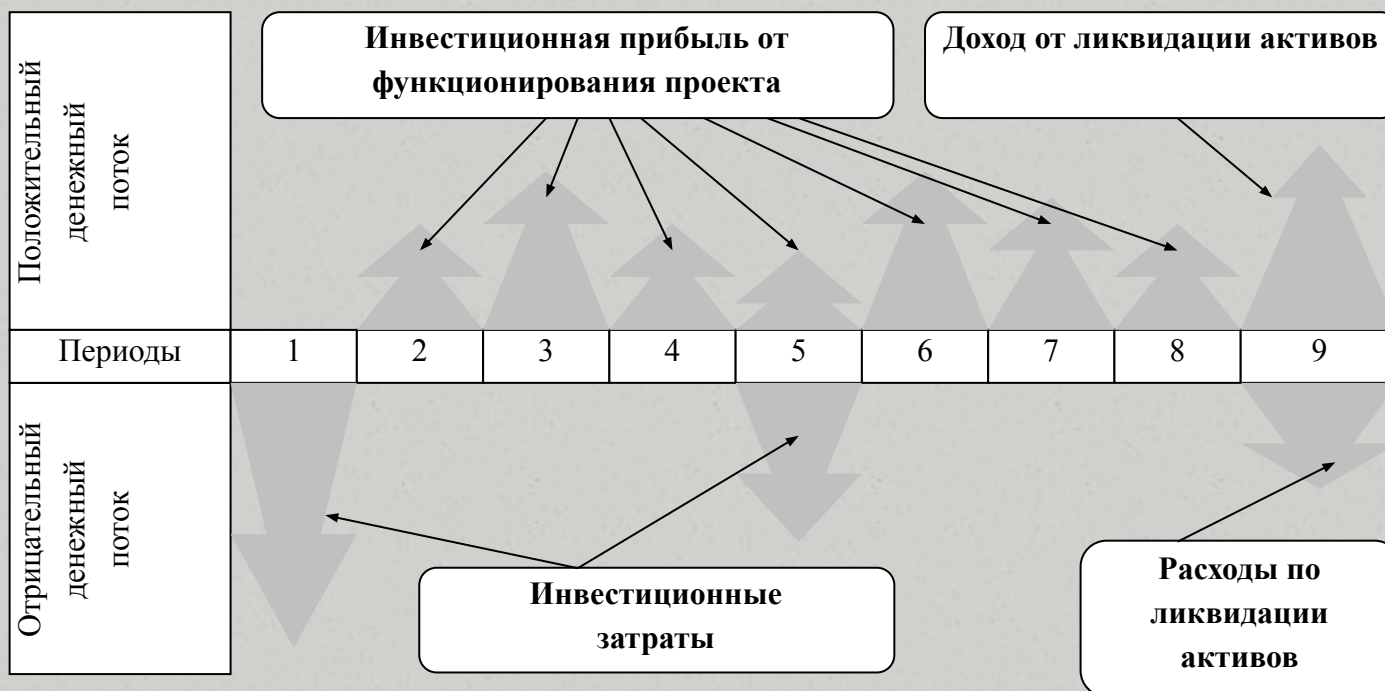 Инвестиционная прибыль от
функционирования проекта
Доход от ликвидации активов
Положительный
денежный
поток
Периоды 1 2 3 4 5 6 7 8 9
Отрицательный
денежный
поток
Инвестиционные
затраты
Расходы по
ликвидации
активов